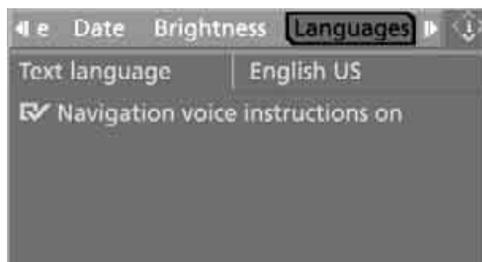 e Date Brightness Languages
Text language English US
Navigation voice instructions on